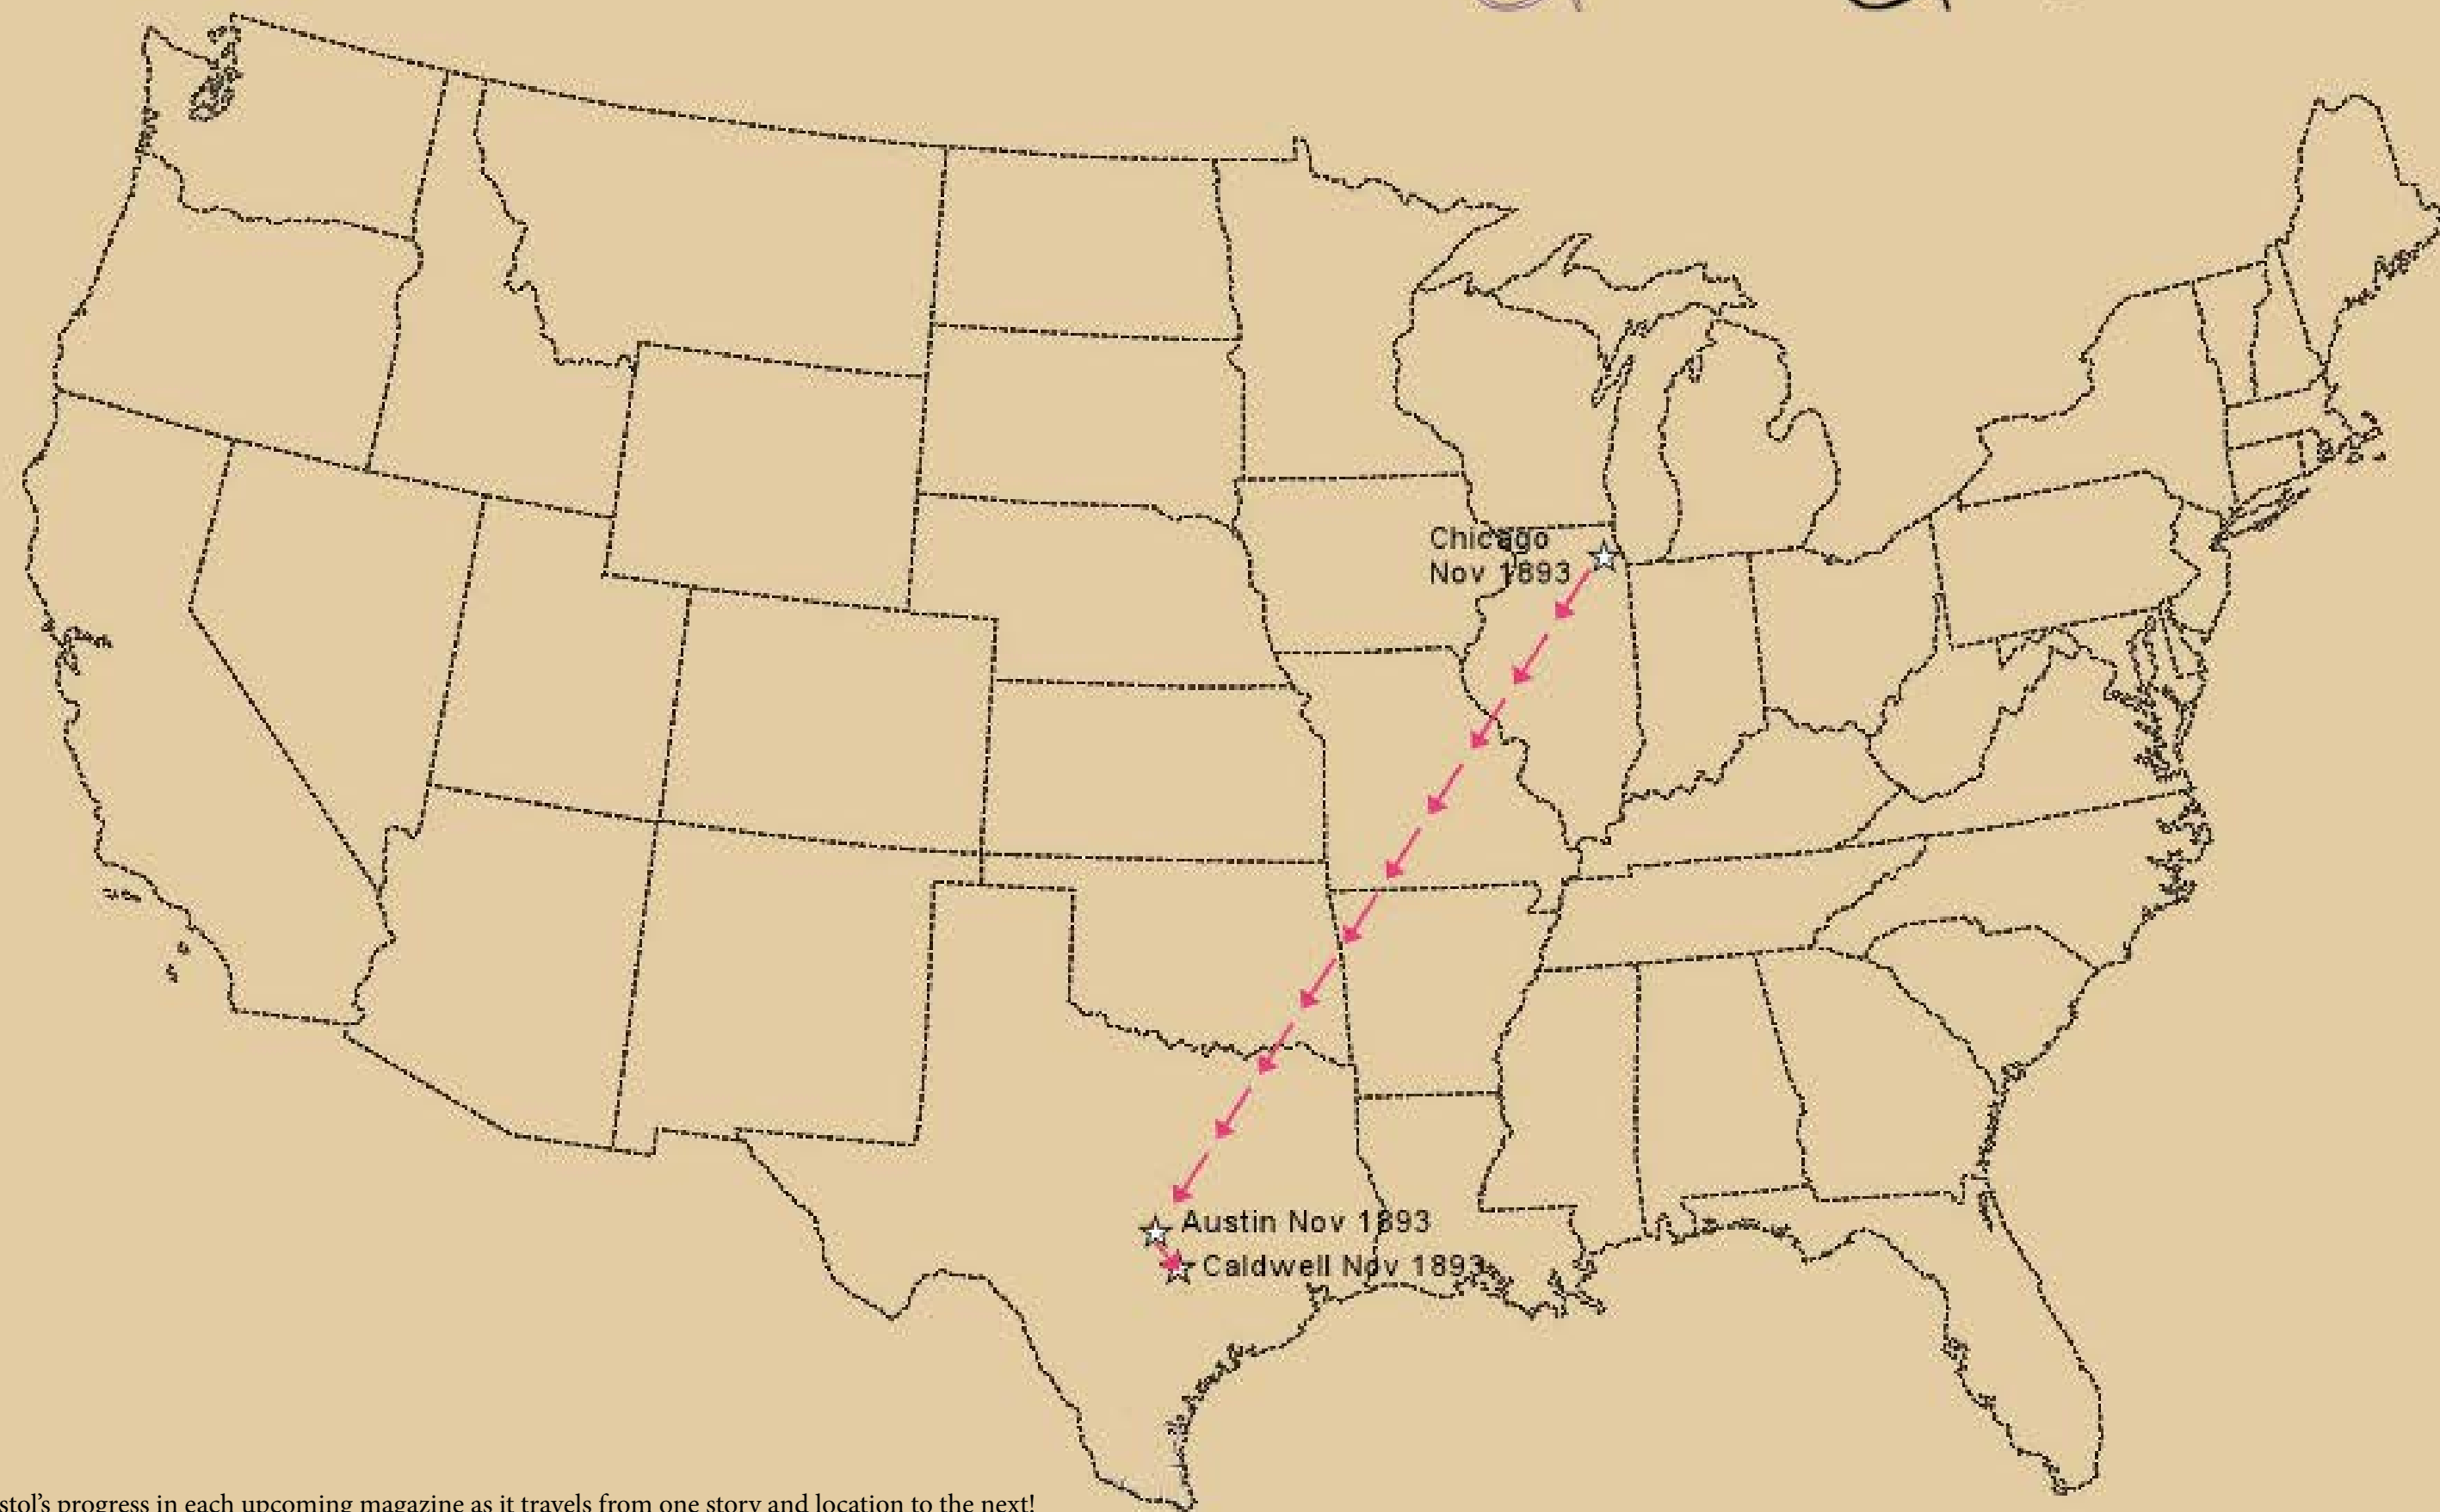 Chicago
Nov 1893
Austin Nov 1893
Caldwell Nov 1893
stol's progress in each upcoming magazine as it travels from one story and location to the next!